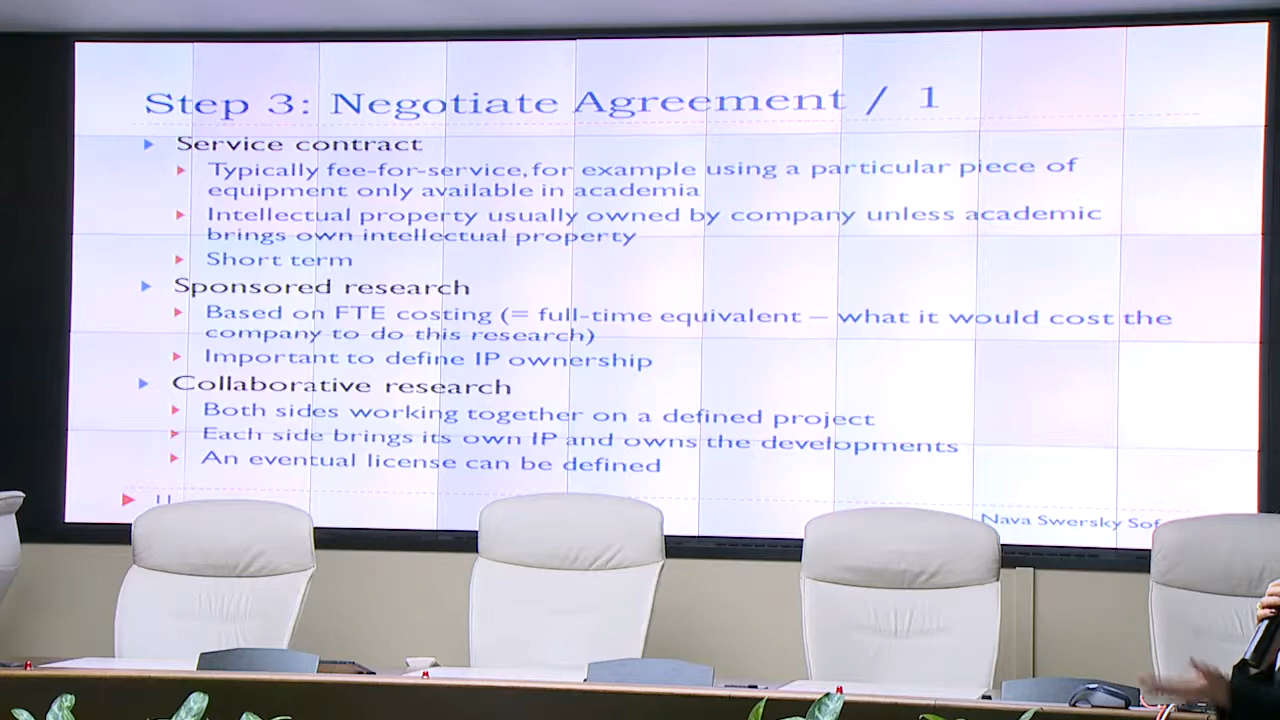 Step 3: Negotiate Agreement / 1
Service contract
Typically fee-for-service, for example using a particular piece of
equipment only available in academia
Intellectual property usually owned by company unless academic
brings own intellectual property
Short term
Sponsored research
Based on FTE costing (= full-time equivalent – what it would cost the
company to do this research)
Important to define IP ownership
Collaborative research
Both sides working together on a defined project
Each side brings its own IP and owns the developments
An eventual license can be defined
Nava Swersky